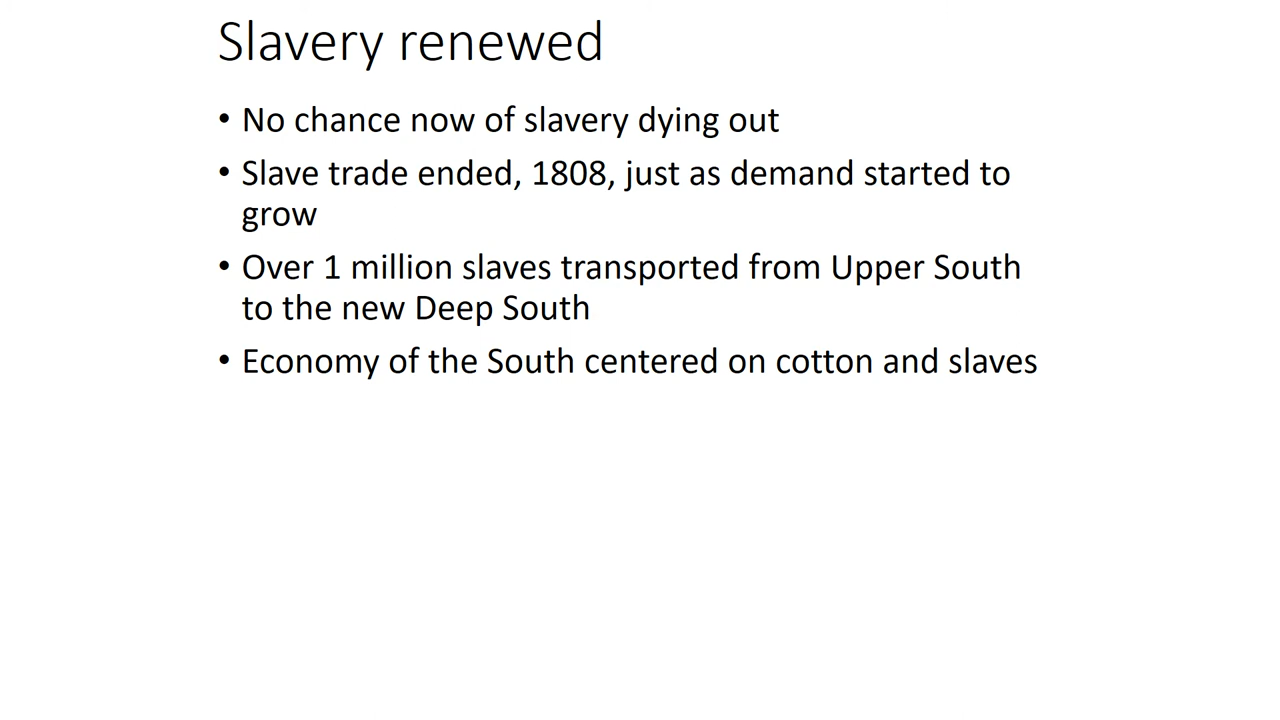 Slavery renewed
• No chance now of slavery dying out
• Slave trade ended, 1808, just as demand started to
grow
• Over 1 million slaves transported from Upper South
to the new Deep South
• Economy of the South centered on cotton and slaves